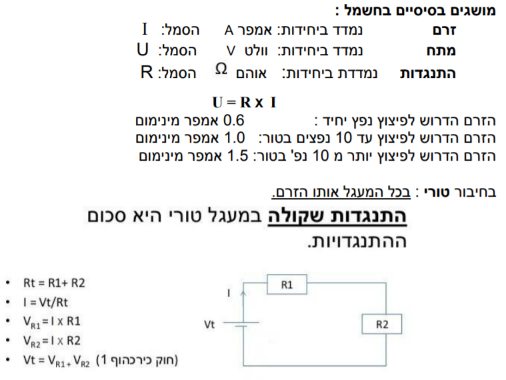 מושגים בסיסיים בחשמל :
זרם נמדד ביחידות: אמפר A הסמל: I
מתח נמדד ביחידות: וולט V הסמל: U
התנגדות נמדדת ביחידות: אוהם Ω הסמל: R
U = R x I
הזרם הדרוש לפיצוץ נפץ יחיד : 0.6 אמפר מינימום
הזרם הדרוש לפיצוץ עד 10 נפצים בטור: 1.0 אמפר מינימום
הזרם הדרוש לפיצוץ יותר מ 10 נפ' בטור: 1.5 אמפר מינימום
בחיבור טורי : בכל המעגל אותו הזרם.
התנגדות שקולה במעגל טורי היא סכום
ההתנגדויות.
• Rt = R1+ R2
• I = Vt/Rt
• VR1 = I x R1
• VR2 = I x R2
• Vt = VR1 + VR2 (חוק כירכהוף 1)
I
R1
Vt
R2